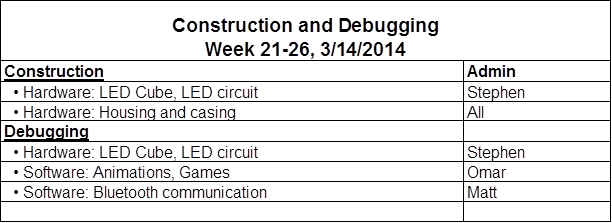 Construction and Debugging
Week 21-26, 3/14/2014
Construction Admin
• Hardware: LED Cube, LED circuit Stephen
• Hardware: Housing and casing All
Debugging
• Hardware: LED Cube, LED circuit Stephen
• Software: Animations, Games Omar
• Software: Bluetooth communication Matt